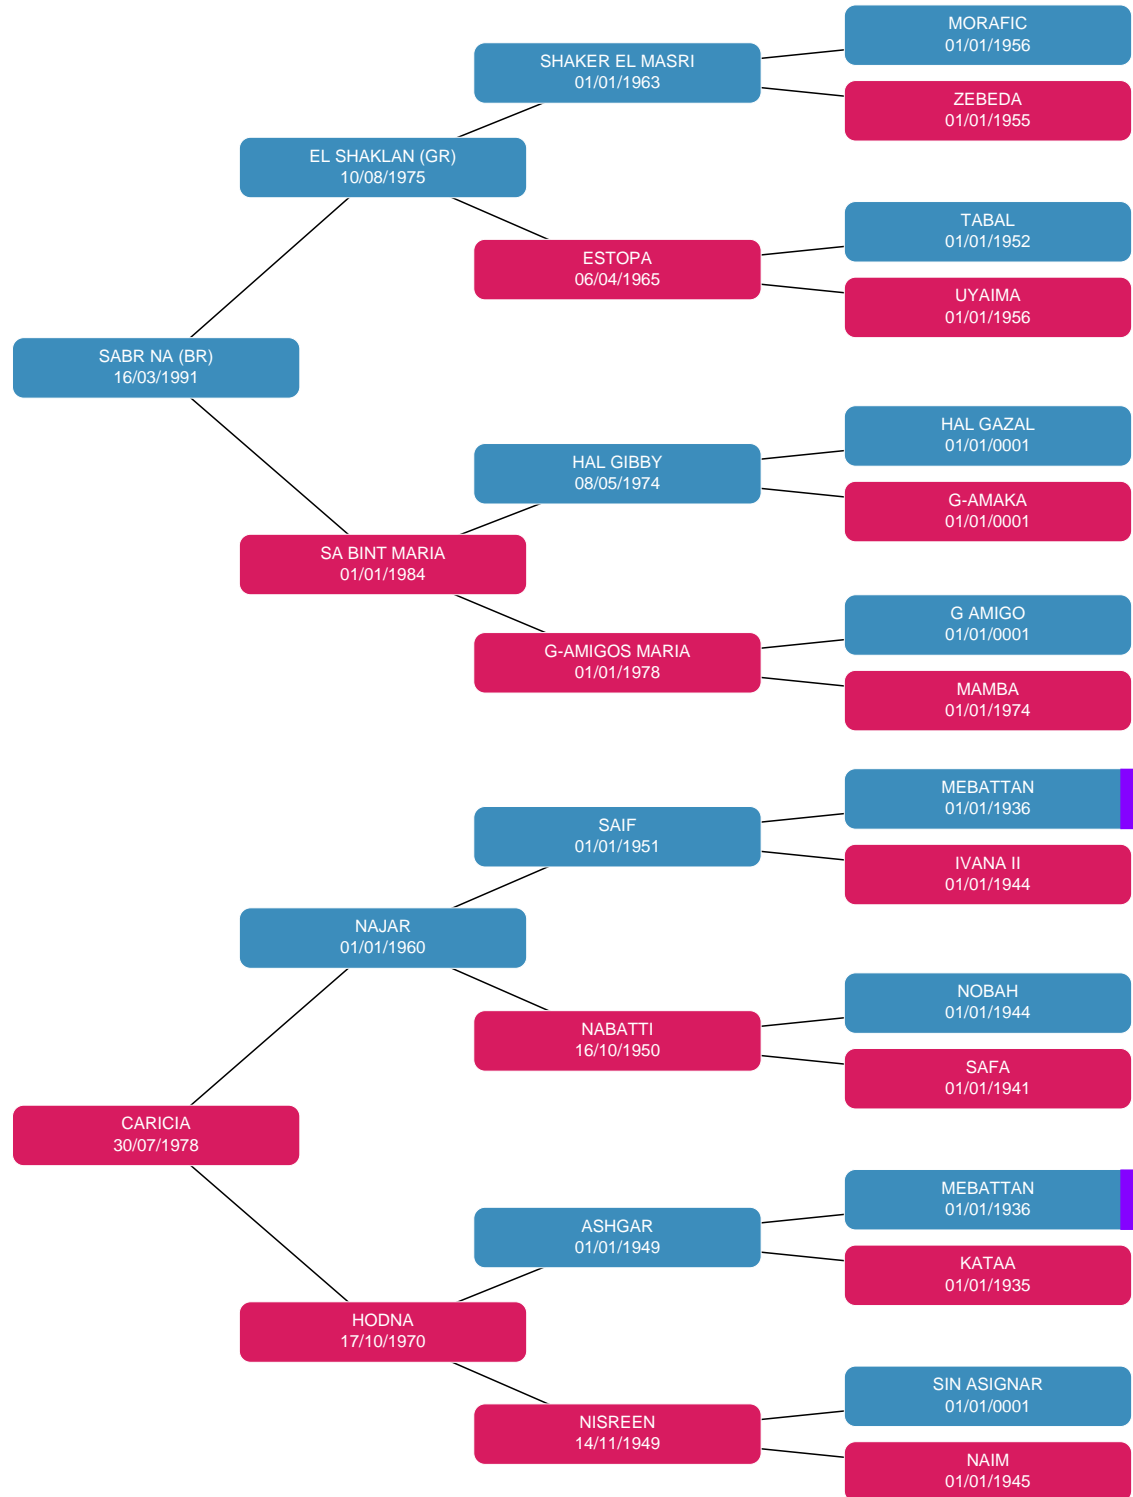 MORAFIC
01/01/1956
SHAKER EL MASRI
01/01/1963
ZEBEDA
01/01/1955
EL SHAKLAN (GR)
10/08/1975
TABAL
01/01/1952
ESTOPA
06/04/1965
UYAIMA
01/01/1956
SABR NA (BR)
16/03/1991
HAL GAZAL
01/01/0001
HAL GIBBY
08/05/1974
G-AMAKA
01/01/0001
SA BINT MARIA
01/01/1984
G AMIGO
01/01/0001
G-AMIGOS MARIA
01/01/1978
MAMBA
01/01/1974
MEBATTAN
01/01/1936
SAIF
01/01/1951
IVANA II
01/01/1944
NAJAR
01/01/1960
NOBAH
01/01/1944
NABATTI
16/10/1950
SAFA
01/01/1941
CARICIA
30/07/1978
MEBATTAN
01/01/1936
ASHGAR
01/01/1949
KATAA
01/01/1935
HODNA
17/10/1970
SIN ASIGNAR
01/01/0001
NISREEN
14/11/1949
NAIM
01/01/1945